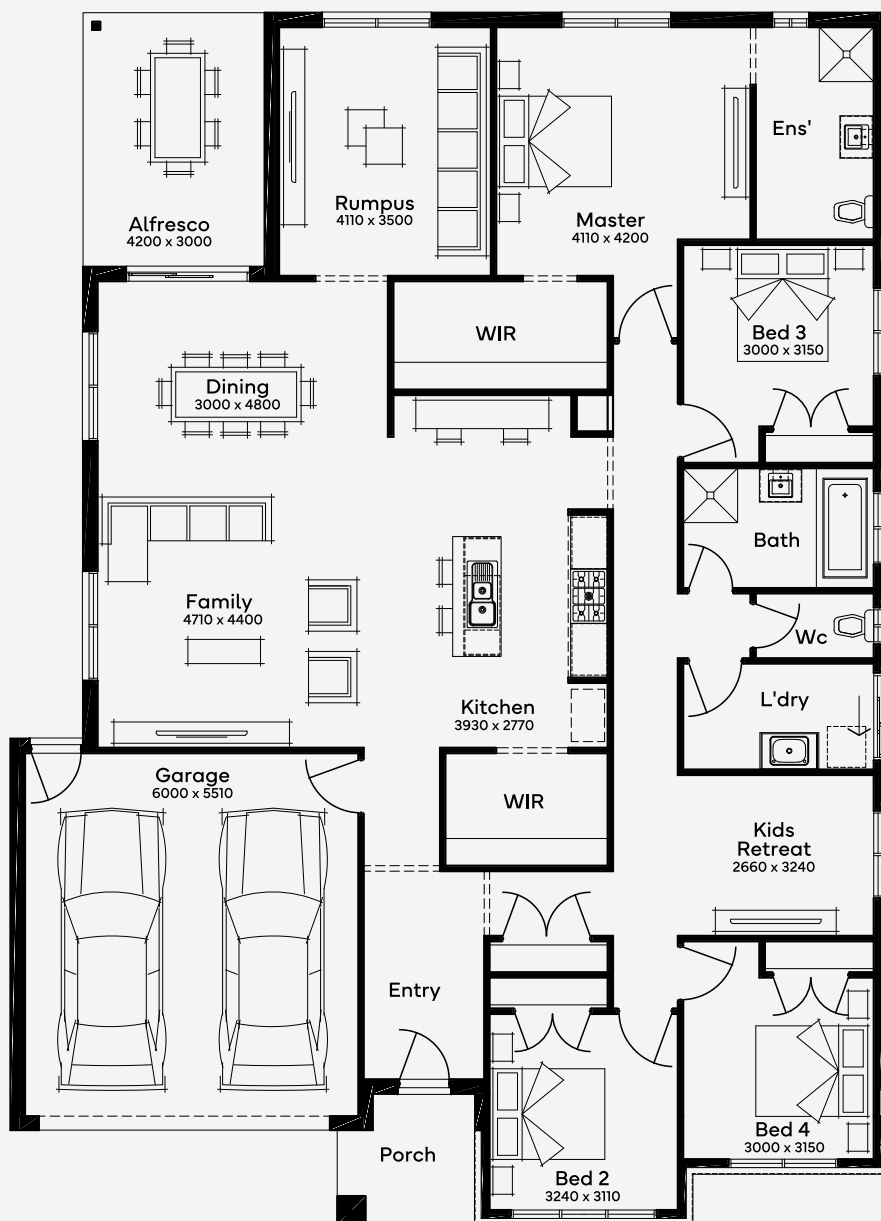 Alfresco
4200 x 3000
Rumpus
4110 x 3500
Master
4110 x 4200
Ens'
WIR
Bed 3
3000 x 3150
Dining
3000 x 4800
Bath
Family
4710 x 4400
Wc
Kitchen
3930 x 2770
L'dry
Garage
6000 x 5510
WIR
Kids
Retreat
2660 x 3240
Entry
Porch
Bed 2
3240 x 3110
Bed 4
3000 x 3150